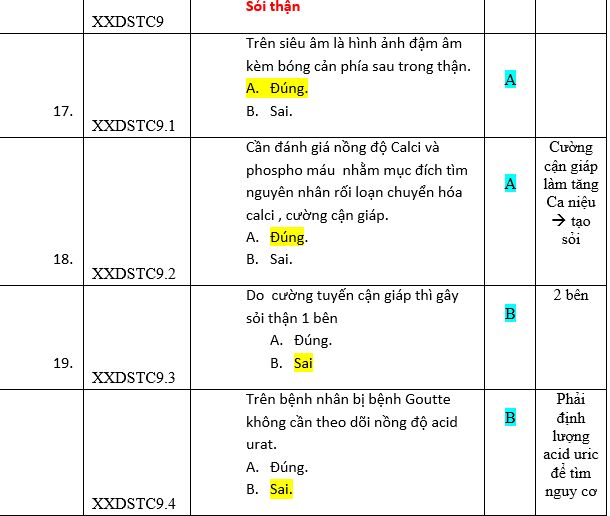 Sỏi thận
XXDSTC9
Trên siêu âm là hình ảnh đậm âm
kèm bóng cản phía sau trong thận.
A. Đúng.
B. Sai.
17.
XXDSTC9.1
A
Cần đánh giá nồng độ Calci và
phospho máu nhằm mục đích tìm
nguyên nhân rối loạn chuyển hóa
calci , cường cận giáp.
A. Đúng.
B. Sai.
18.
XXDSTC9.2
A
Cường
cận giáp
làm tăng
Ca niệu
→ tạo
sỏi
Do cường tuyến cận giáp thì gây
sỏi thận 1 bên
A. Đúng.
B. Sai
19.
XXDSTC9.3
B
2 bên
Trên bệnh nhân bị bệnh Goutte
không cần theo dõi nồng độ acid
urat.
A. Đúng.
B. Sai.
XXDSTC9.4
B
Phải
định
lượng
acid uric
để tìm
nguy cơ